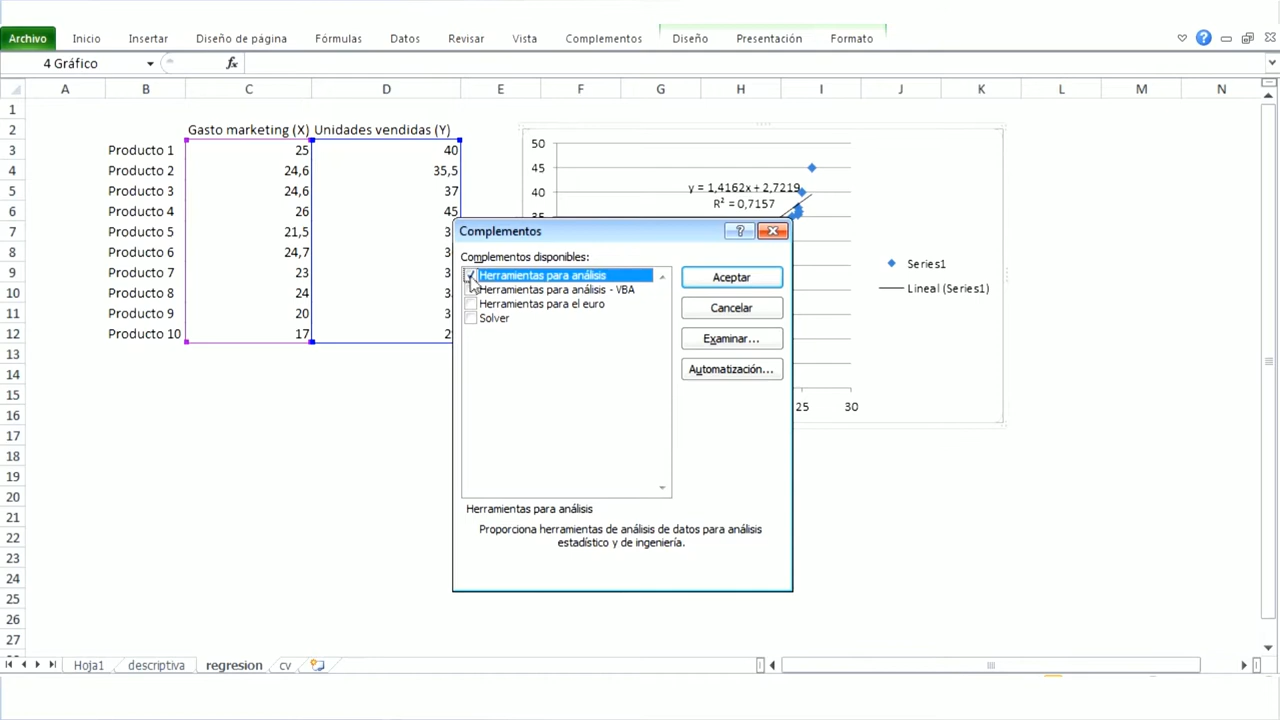 Archivo Inicio Insertar Diseño de página Fórmulas Datos Revisar Vista Complementos Diseño Presentación Formato
4 Gráfico fx
A B C D E F G H I J K L M N
1
2 Gasto marketing (X) Unidades vendidas (Y)
3 Producto 1 25 40
4 Producto 2 24,6 35,5
5 Producto 3 24,6 37
6 Producto 4 26 45
7 Producto 5 21,5 3
8 Producto 6 24,7 3
9 Producto 7 23 3
10 Producto 8 24 3
11 Producto 9 20 3
12 Producto 10 17 2
13
14
15
16
17
18
19
20
21
22
23
24
25
26
27
50
45
40
35
y = 1,4162x + 2,7219
R² = 0,7157
25 30
Series1
Lineal (Series1)
Complementos
Complementos disponibles:
Herramientas para análisis
Herramientas para análisis - VBA
Herramientas para el euro
Solver
Aceptar
Cancelar
Examinar...
Automatización...
Herramientas para análisis
Proporciona herramientas de análisis de datos para análisis
estadístico y de ingeniería.
Hoja1 descriptiva regresion cv